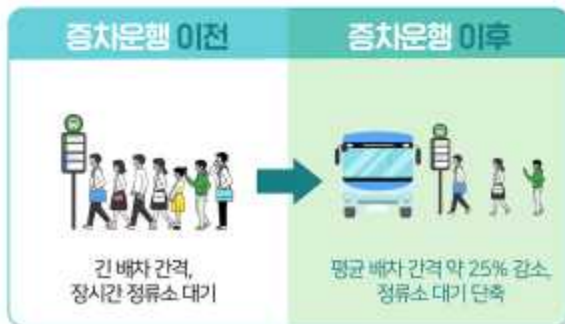 증차운행 이전
증차운행 이후
긴 배차 간격,
장시간 정류소 대기
평균 배차 간격 약 25% 감소,
정류소 대기 단축